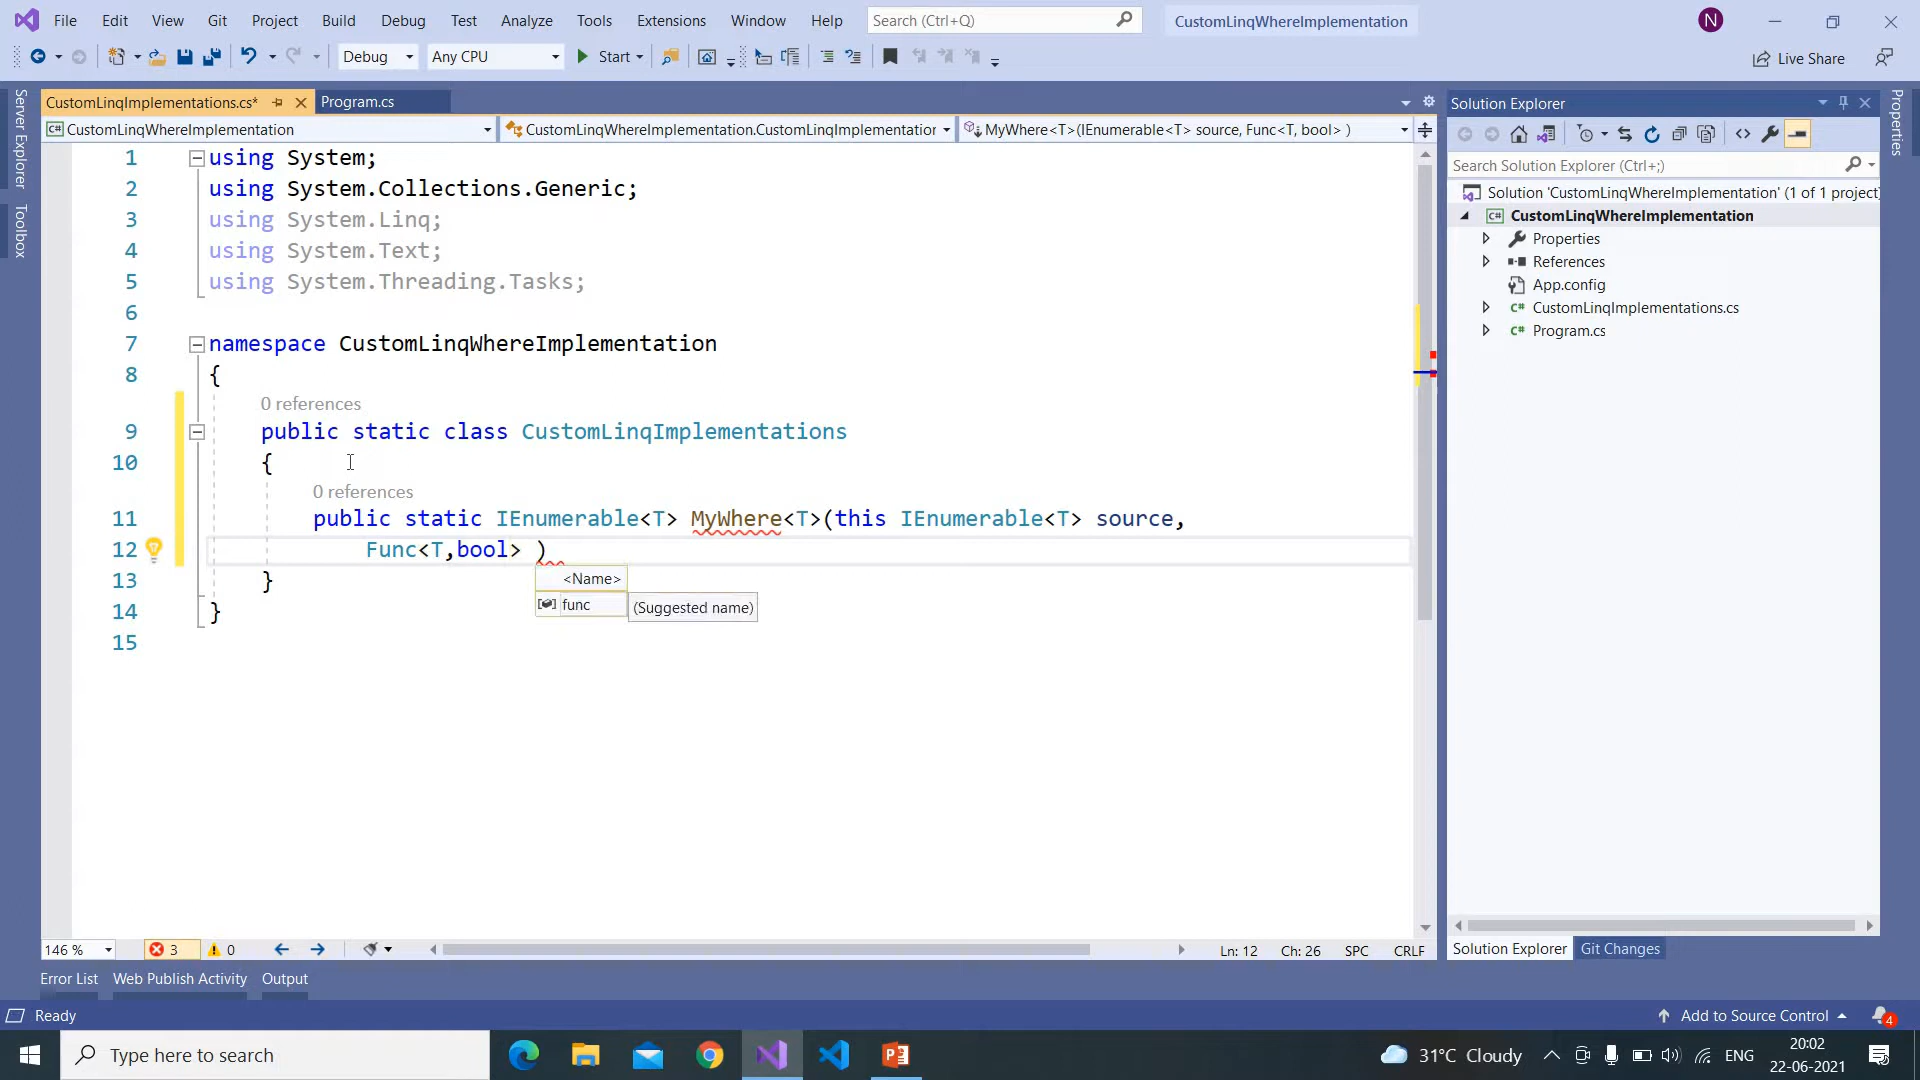 File Edit View Git Project Build Debug Test Analyze Tools Extensions Window Help Search (Ctrl+Q) CustomLinqWhereImplementation N
Debug Any CPU Start Live Share
Server Explorer
Toolbox
CustomLinqImplementations.cs* Program.cs
CustomLinqWhereImplementation CustomLinqWhereImplementation.CustomLinqImplementation MyWhere<T>(IEnumerable<T> source, Func<T, bool> )
1 using System;
2 using System.Collections.Generic;
3 using System.Linq;
4 using System.Text;
5 using System.Threading.Tasks;
6
7 namespace CustomLinqWhereImplementation
8 {
0 references
9 public static class CustomLinqImplementations
10 {
0 references
11 public static IEnumerable<T> MyWhere<T>(this IEnumerable<T> source,
12 Func<T,bool> )
13 }
14 }
15
<Name>
func (Suggested name)
146 % 3 0 Ln: 12 Ch: 26 SPC CRLF
Solution Explorer
Search Solution Explorer (Ctrl+;)
Solution 'CustomLinqWhereImplementation' (1 of 1 project)
C# CustomLinqWhereImplementation
Properties
References
App.config
C# CustomLinqImplementations.cs
C# Program.cs
Solution Explorer Git Changes
Properties
Error List Web Publish Activity Output
Ready Add to Source Control 4
Type here to search 31°C Cloudy ENG 20:02
22-06-2021